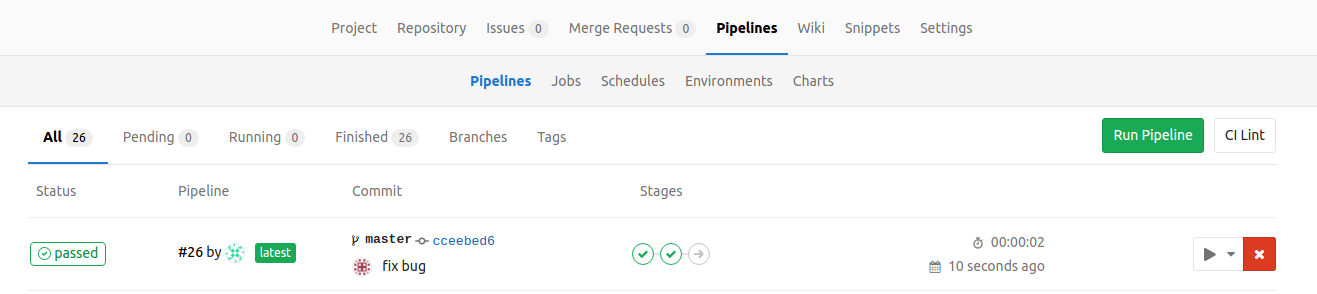 Project Repository Issues 0 Merge Requests 0 Pipelines Wiki Snippets Settings
Pipelines Jobs Schedules Environments Charts
All 26 Pending 0 Running 0 Finished 26 Branches Tags Run Pipeline CI Lint
Status Pipeline Commit Stages
passed #26 by latest master cceebed6 00:00:02
fix bug 10 seconds ago